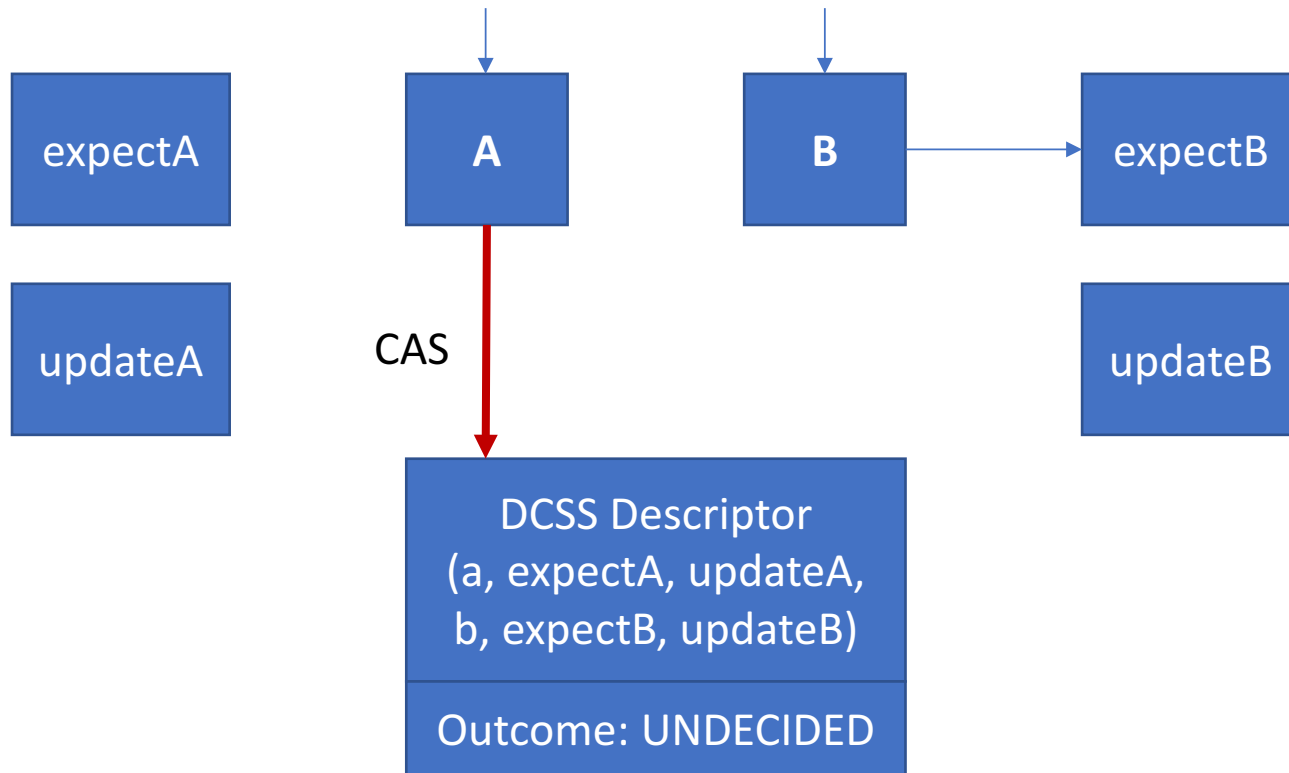 expectA
A
B
expectB
updateA
CAS
updateB
DCSS Descriptor
(a, expectA, updateA,
b, expectB, updateB)
Outcome: UNDECIDED